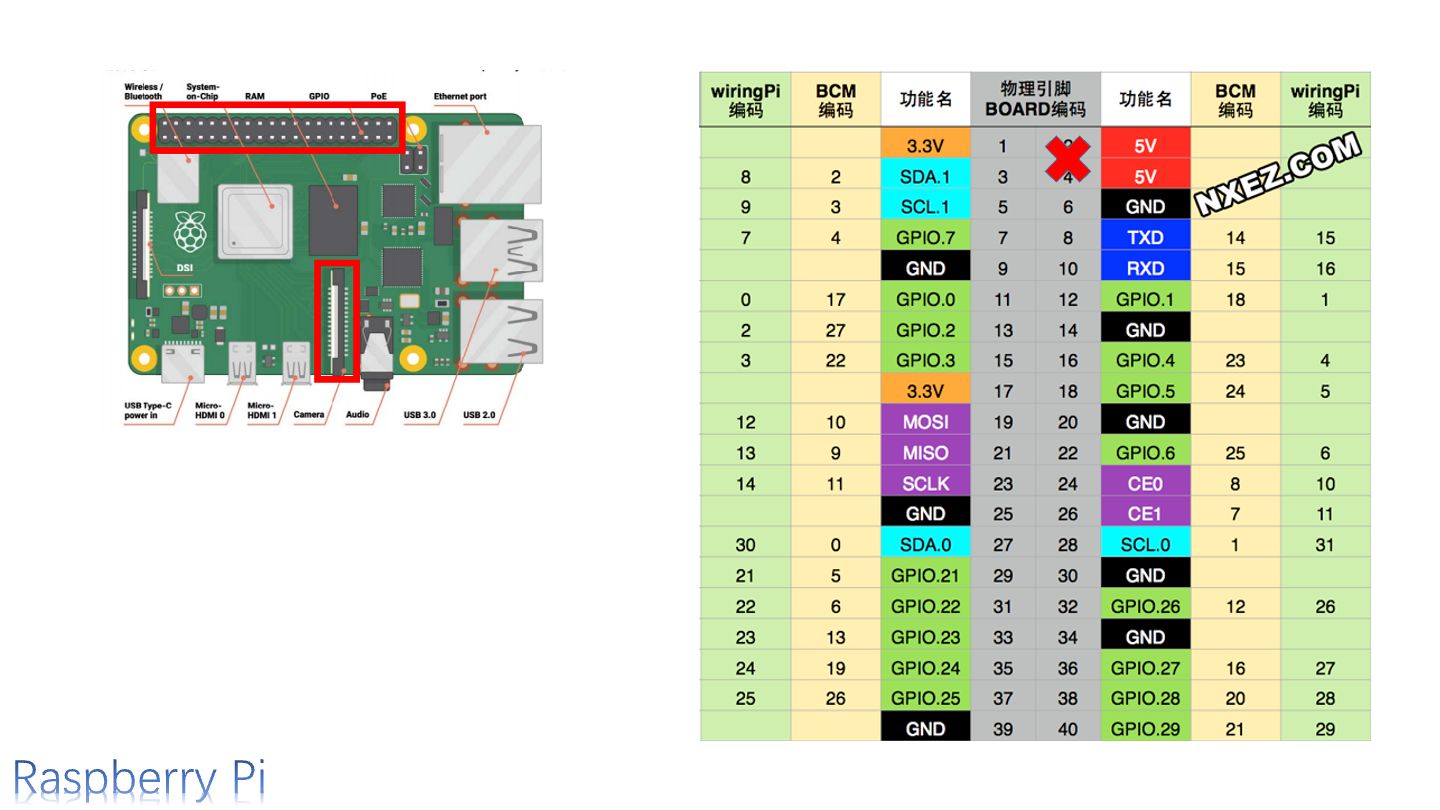 Wireless / Bluetooth
System-on-Chip
RAM
GPIO
PoE
Ethernet port
DSI
USB Type-C power in
Micro-HDMI 0
Micro-HDMI 1
Camera
Audio
USB 3.0
USB 2.0
wiringPi 编码 BCM 编码 功能名 物理引脚 BOARD编码 功能名 BCM 编码 wiringPi 编码
3.3V 1 5V
8 2 SDA.1 3 4 5V
9 3 SCL.1 5 6 GND
7 4 GPIO.7 7 8 TXD 14 15
GND 9 10 RXD 15 16
0 17 GPIO.0 11 12 GPIO.1 18 1
2 27 GPIO.2 13 14 GND
3 22 GPIO.3 15 16 GPIO.4 23 4
3.3V 17 18 GPIO.5 24 5
12 10 MOSI 19 20 GND
13 9 MISO 21 22 GPIO.6 25 6
14 11 SCLK 23 24 CE0 8 10
GND 25 26 CE1 7 11
30 0 SDA.0 27 28 SCL.0 1 31
21 5 GPIO.21 29 30 GND
22 6 GPIO.22 31 32 GPIO.26 12 26
23 13 GPIO.23 33 34 GND
24 19 GPIO.24 35 36 GPIO.27 16 27
25 26 GPIO.25 37 38 GPIO.28 20 28
GND 39 40 GPIO.29 21 29
NXEZ.COM
Raspberry Pi